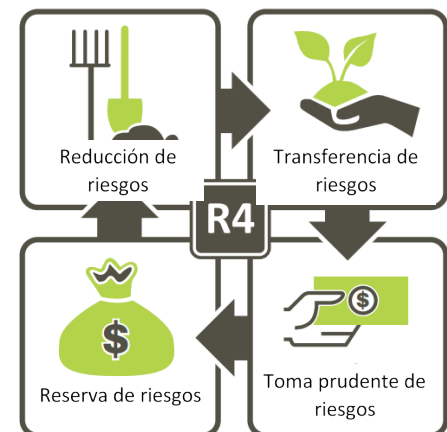 Reducción de
riesgos
Transferencia de
riesgos
R4
$
Reserva de riesgos
$
Toma prudente de
riesgos